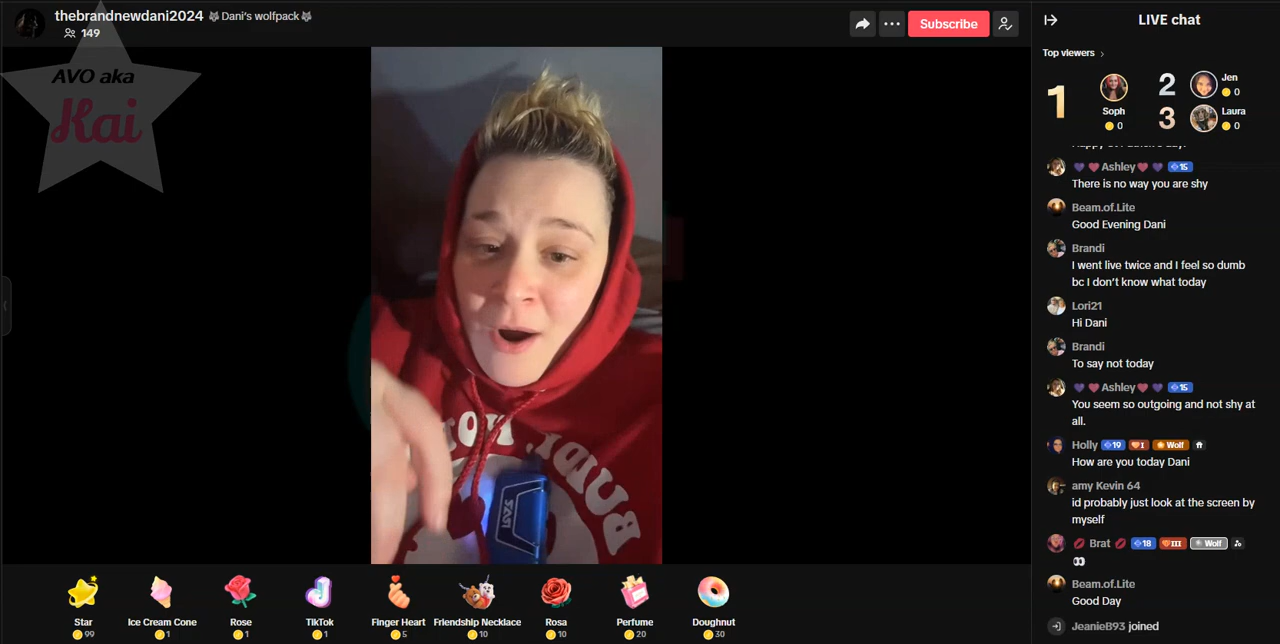 thebrandnewdani2024 🐺Dani's wolfpack🐺
149
Subscribe
AVO aka
Kai
LIVE chat
Top viewers
1
Soph
0
2
Jen
0
3
Laura
0
Ashley 15
There is no way you are shy
Beam.of.Lite
Good Evening Dani
Brandi
I went live twice and I feel so dumb
bc I don't know what today
Lori21
Hi Dani
Brandi
To say not today
Ashley 15
You seem so outgoing and not shy at
all.
Holly 19 I Wolf
How are you today Dani
amy Kevin 64
id probably just look at the screen by
myself
Brat 18 III Wolf
👀
Beam.of.Lite
Good Day
JeanieB93 joined
Star
99
Ice Cream Cone
1
Rose
1
TikTok
1
Finger Heart
5
Friendship Necklace
10
Rosa
10
Perfume
20
Doughnut
30